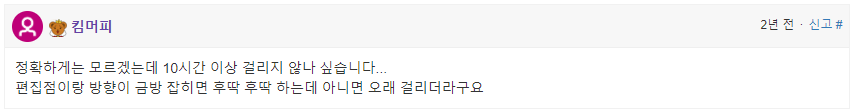 킴머피
2년 전 · 신고 #
정확하게는 모르겠는데 10시간 이상 걸리지 않나 싶습니다...
편집점이랑 방향이 금방 잡히면 후딱 후딱 하는데 아니면 오래 걸리더라구요